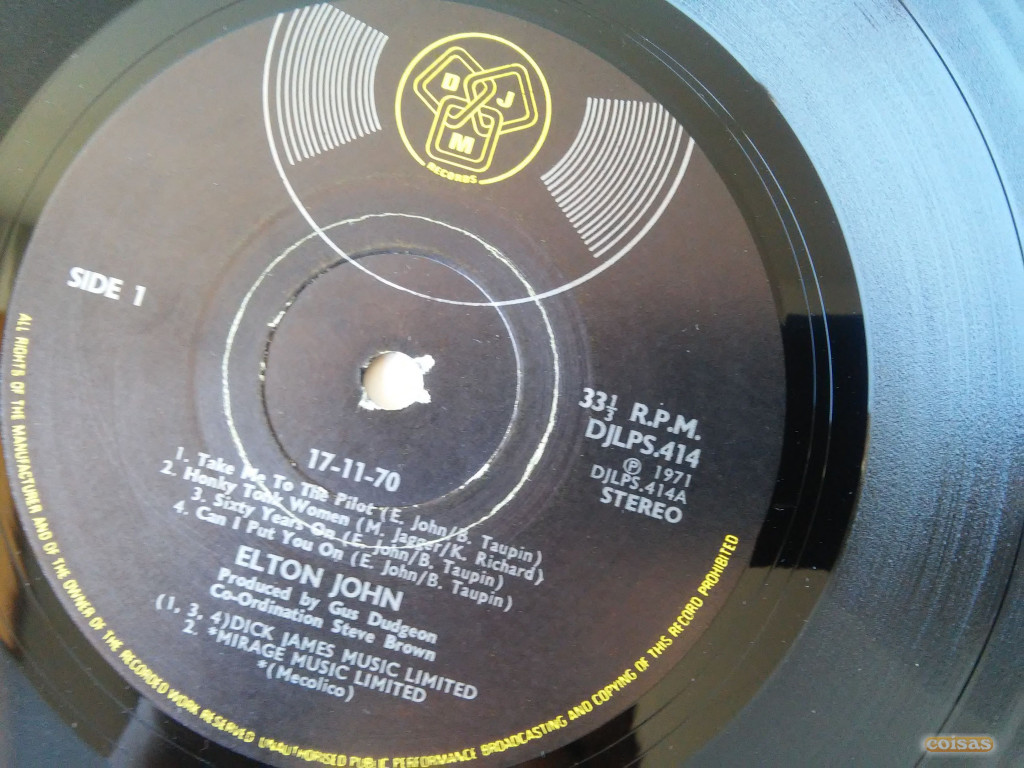 D J
M
RECORDS
SIDE 1
33⅓ R.P.M.
DJLPS.414
Ⓟ 1971
DJLPS.414A
STEREO
17-11-70
1. Take Me To The Pilot (E. John/B. Taupin)
2. Honky Tonk Women (M. Jagger/K. Richard)
3. Sixty Years On (E. John/B. Taupin)
4. Can I Put You On (E. John/B. Taupin)
ELTON JOHN
Produced by Gus Dudgeon
Co-Ordination Steve Brown
(1, 3, 4)DICK JAMES MUSIC LIMITED
2. *MIRAGE MUSIC LIMITED
*(Mecolico)
ALL RIGHTS OF THE MANUFACTURER AND OF THE OWNER OF THE RECORDED WORK RESERVED UNAUTHORISED PUBLIC PERFORMANCE BROADCASTING AND COPYING OF THIS RECORD PROHIBITED
coisas